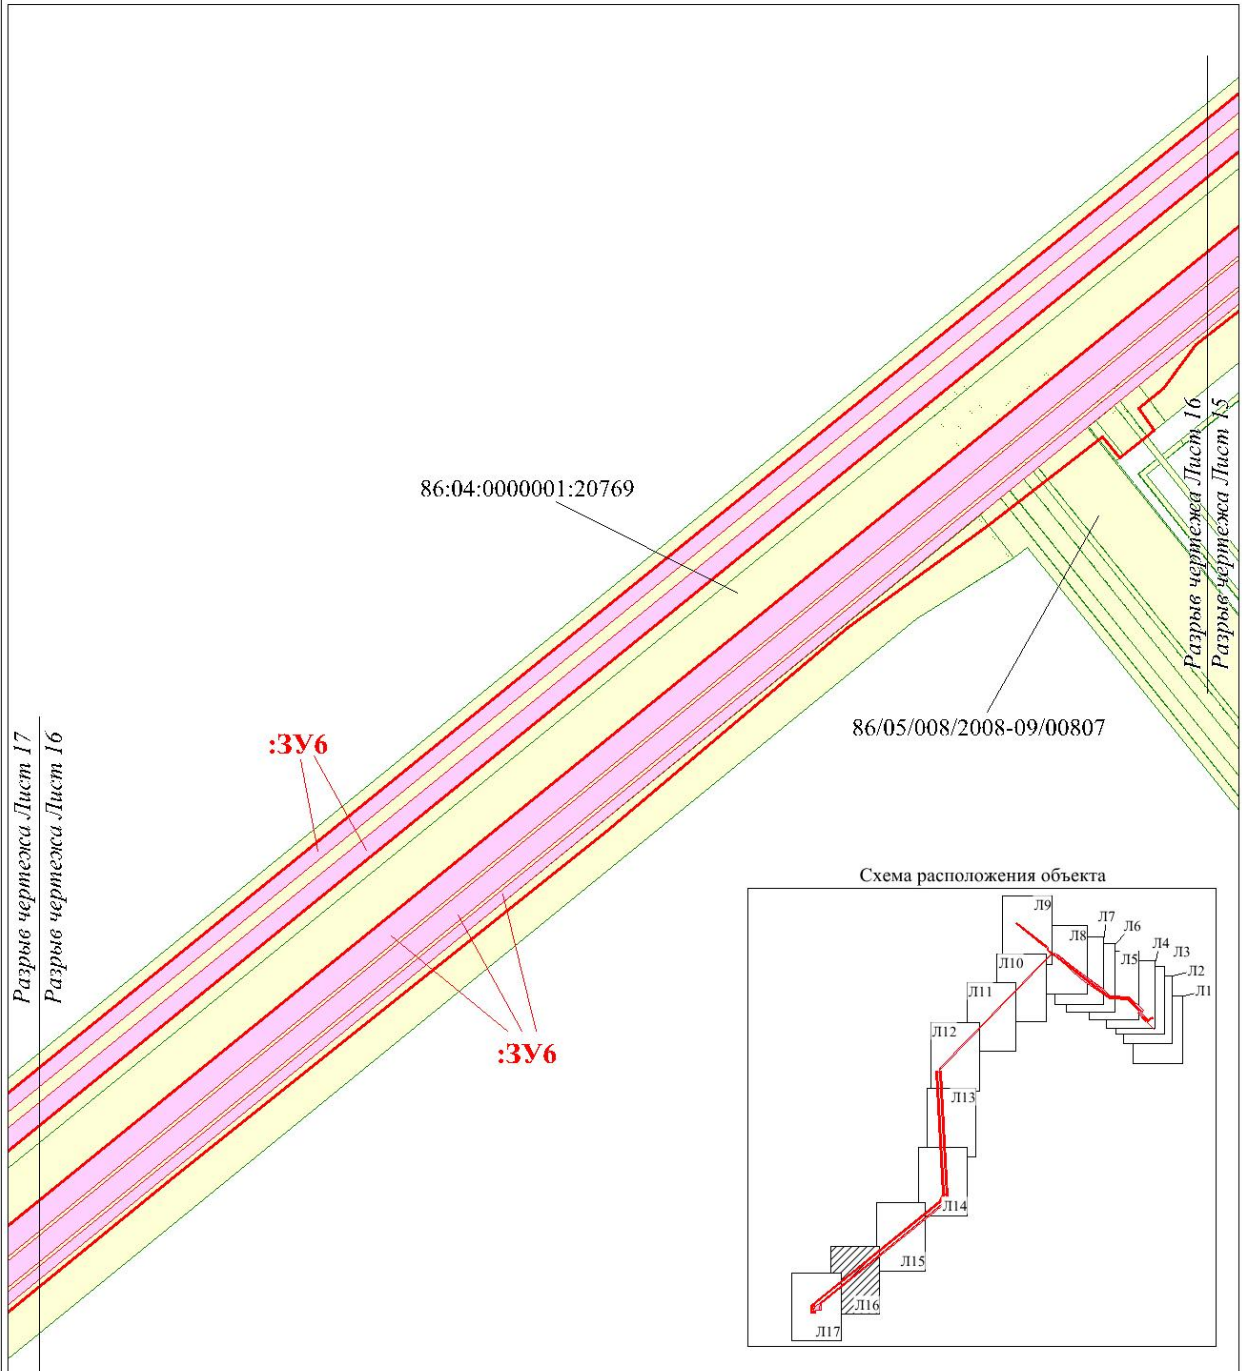 Разрыв чертежа Лист 16
Разрыв чертежа Лист 15
86:04:0000001:20769
86/05/008/2008-09/00807
:ЗУ6
Разрыв чертежа Лист 17
Разрыв чертежа Лист 16
:ЗУ6
Схема расположения объекта
Л9
Л8
Л7
Л6
Л5
Л4
Л3
Л2
Л1
Л10
Л11
Л12
Л13
Л14
Л15
Л16
Л17